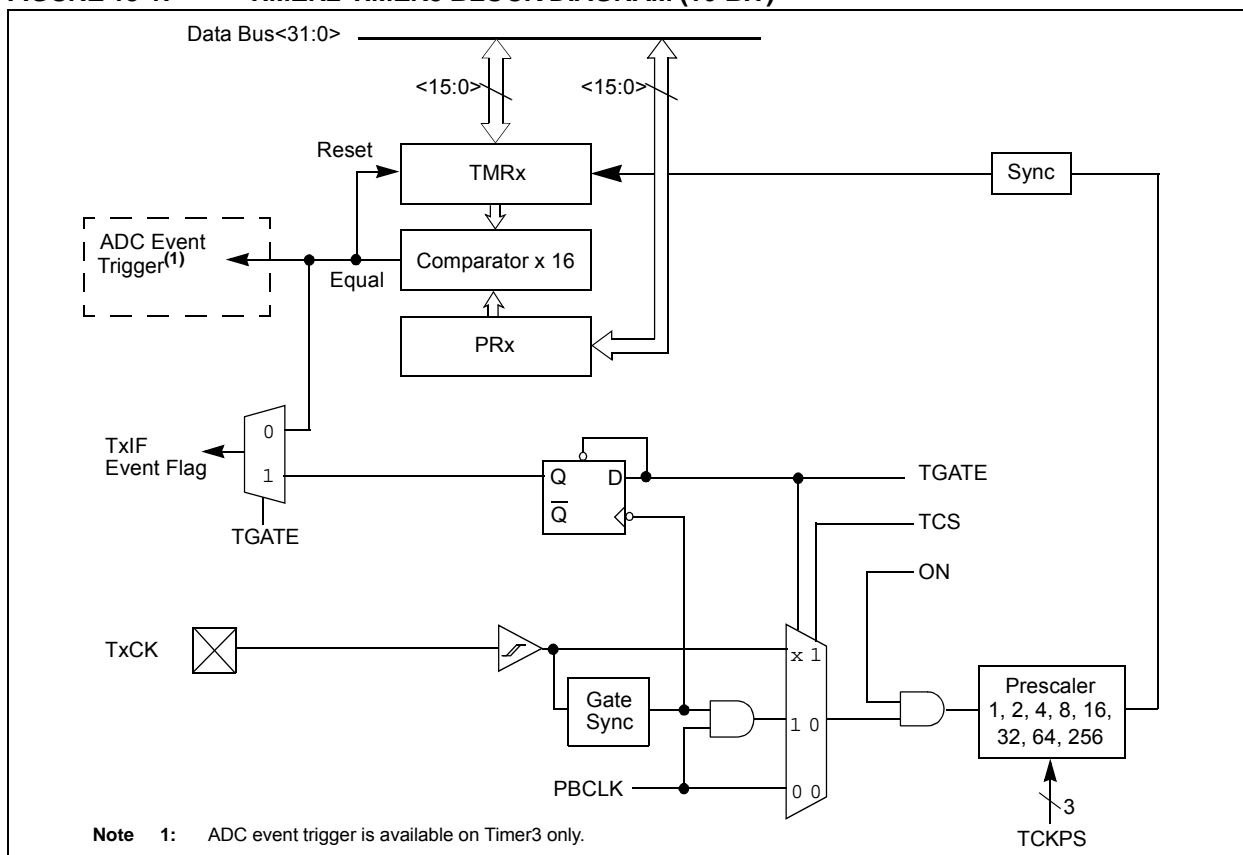 Data Bus<31:0>
<15:0>
<15:0>
Reset
TMRx
Sync
ADC Event
Trigger(1)
Equal
Comparator x 16
PRx
0
TxIF
Event Flag
1
Q
D
Q
TGATE
TGATE
TCS
ON
TxCK
x 1
Gate
Sync
1 0
Prescaler
1, 2, 4, 8, 16,
32, 64, 256
PBCLK
0 0
3
TCKPS
Note 1: ADC event trigger is available on Timer3 only.